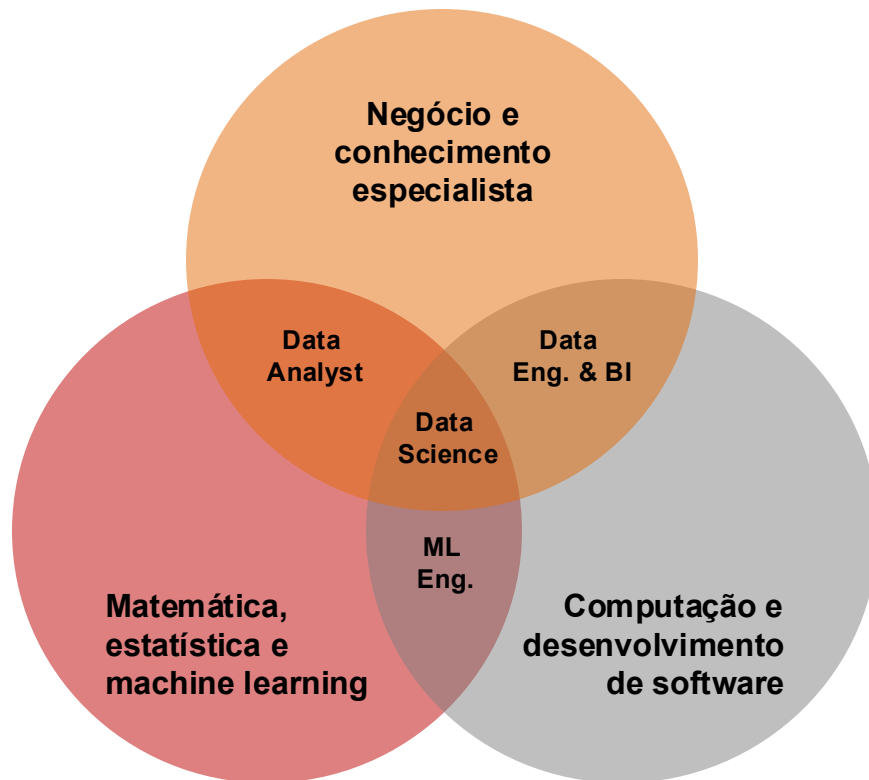 Negócio e
conhecimento
especialista
Data
Analyst
Data
Eng. & BI
Data
Science
ML
Eng.
Matemática,
estatística e
machine learning
Computação e
desenvolvimento
de software